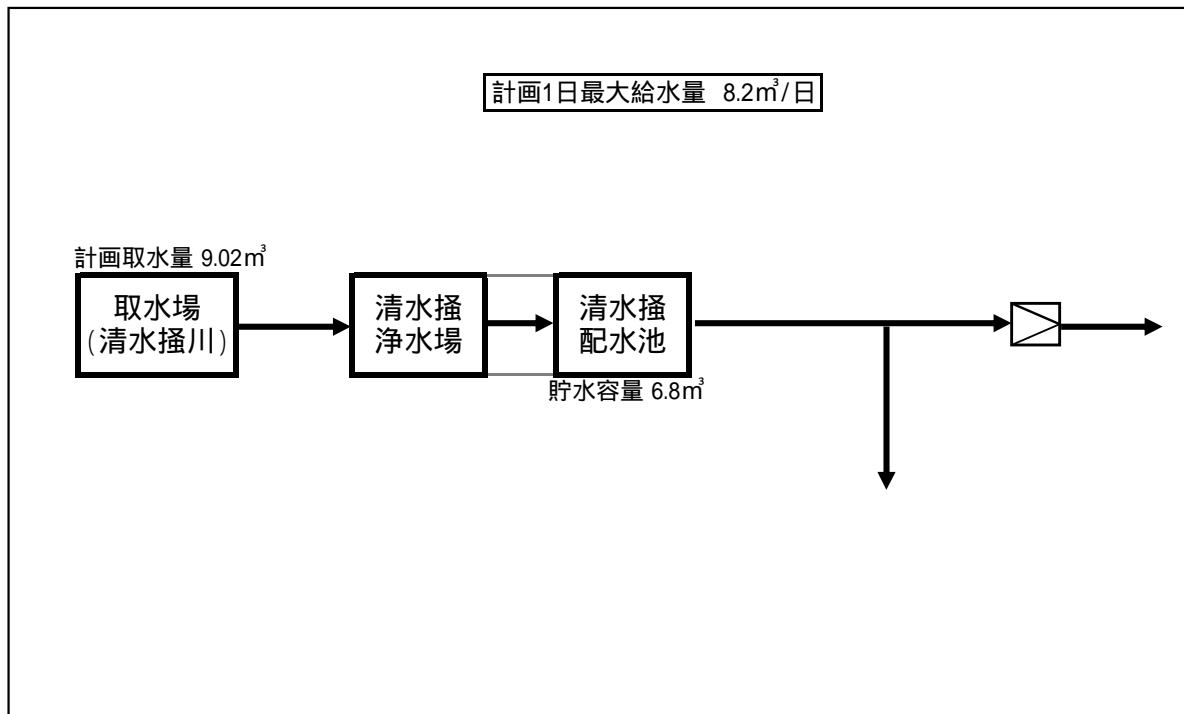 計画1日最大給水量 8.2㎥/日
計画取水量 9.02㎥
取水場
(清水掻川)
清水掻
浄水場
清水掻
配水池
貯水容量 6.8㎥